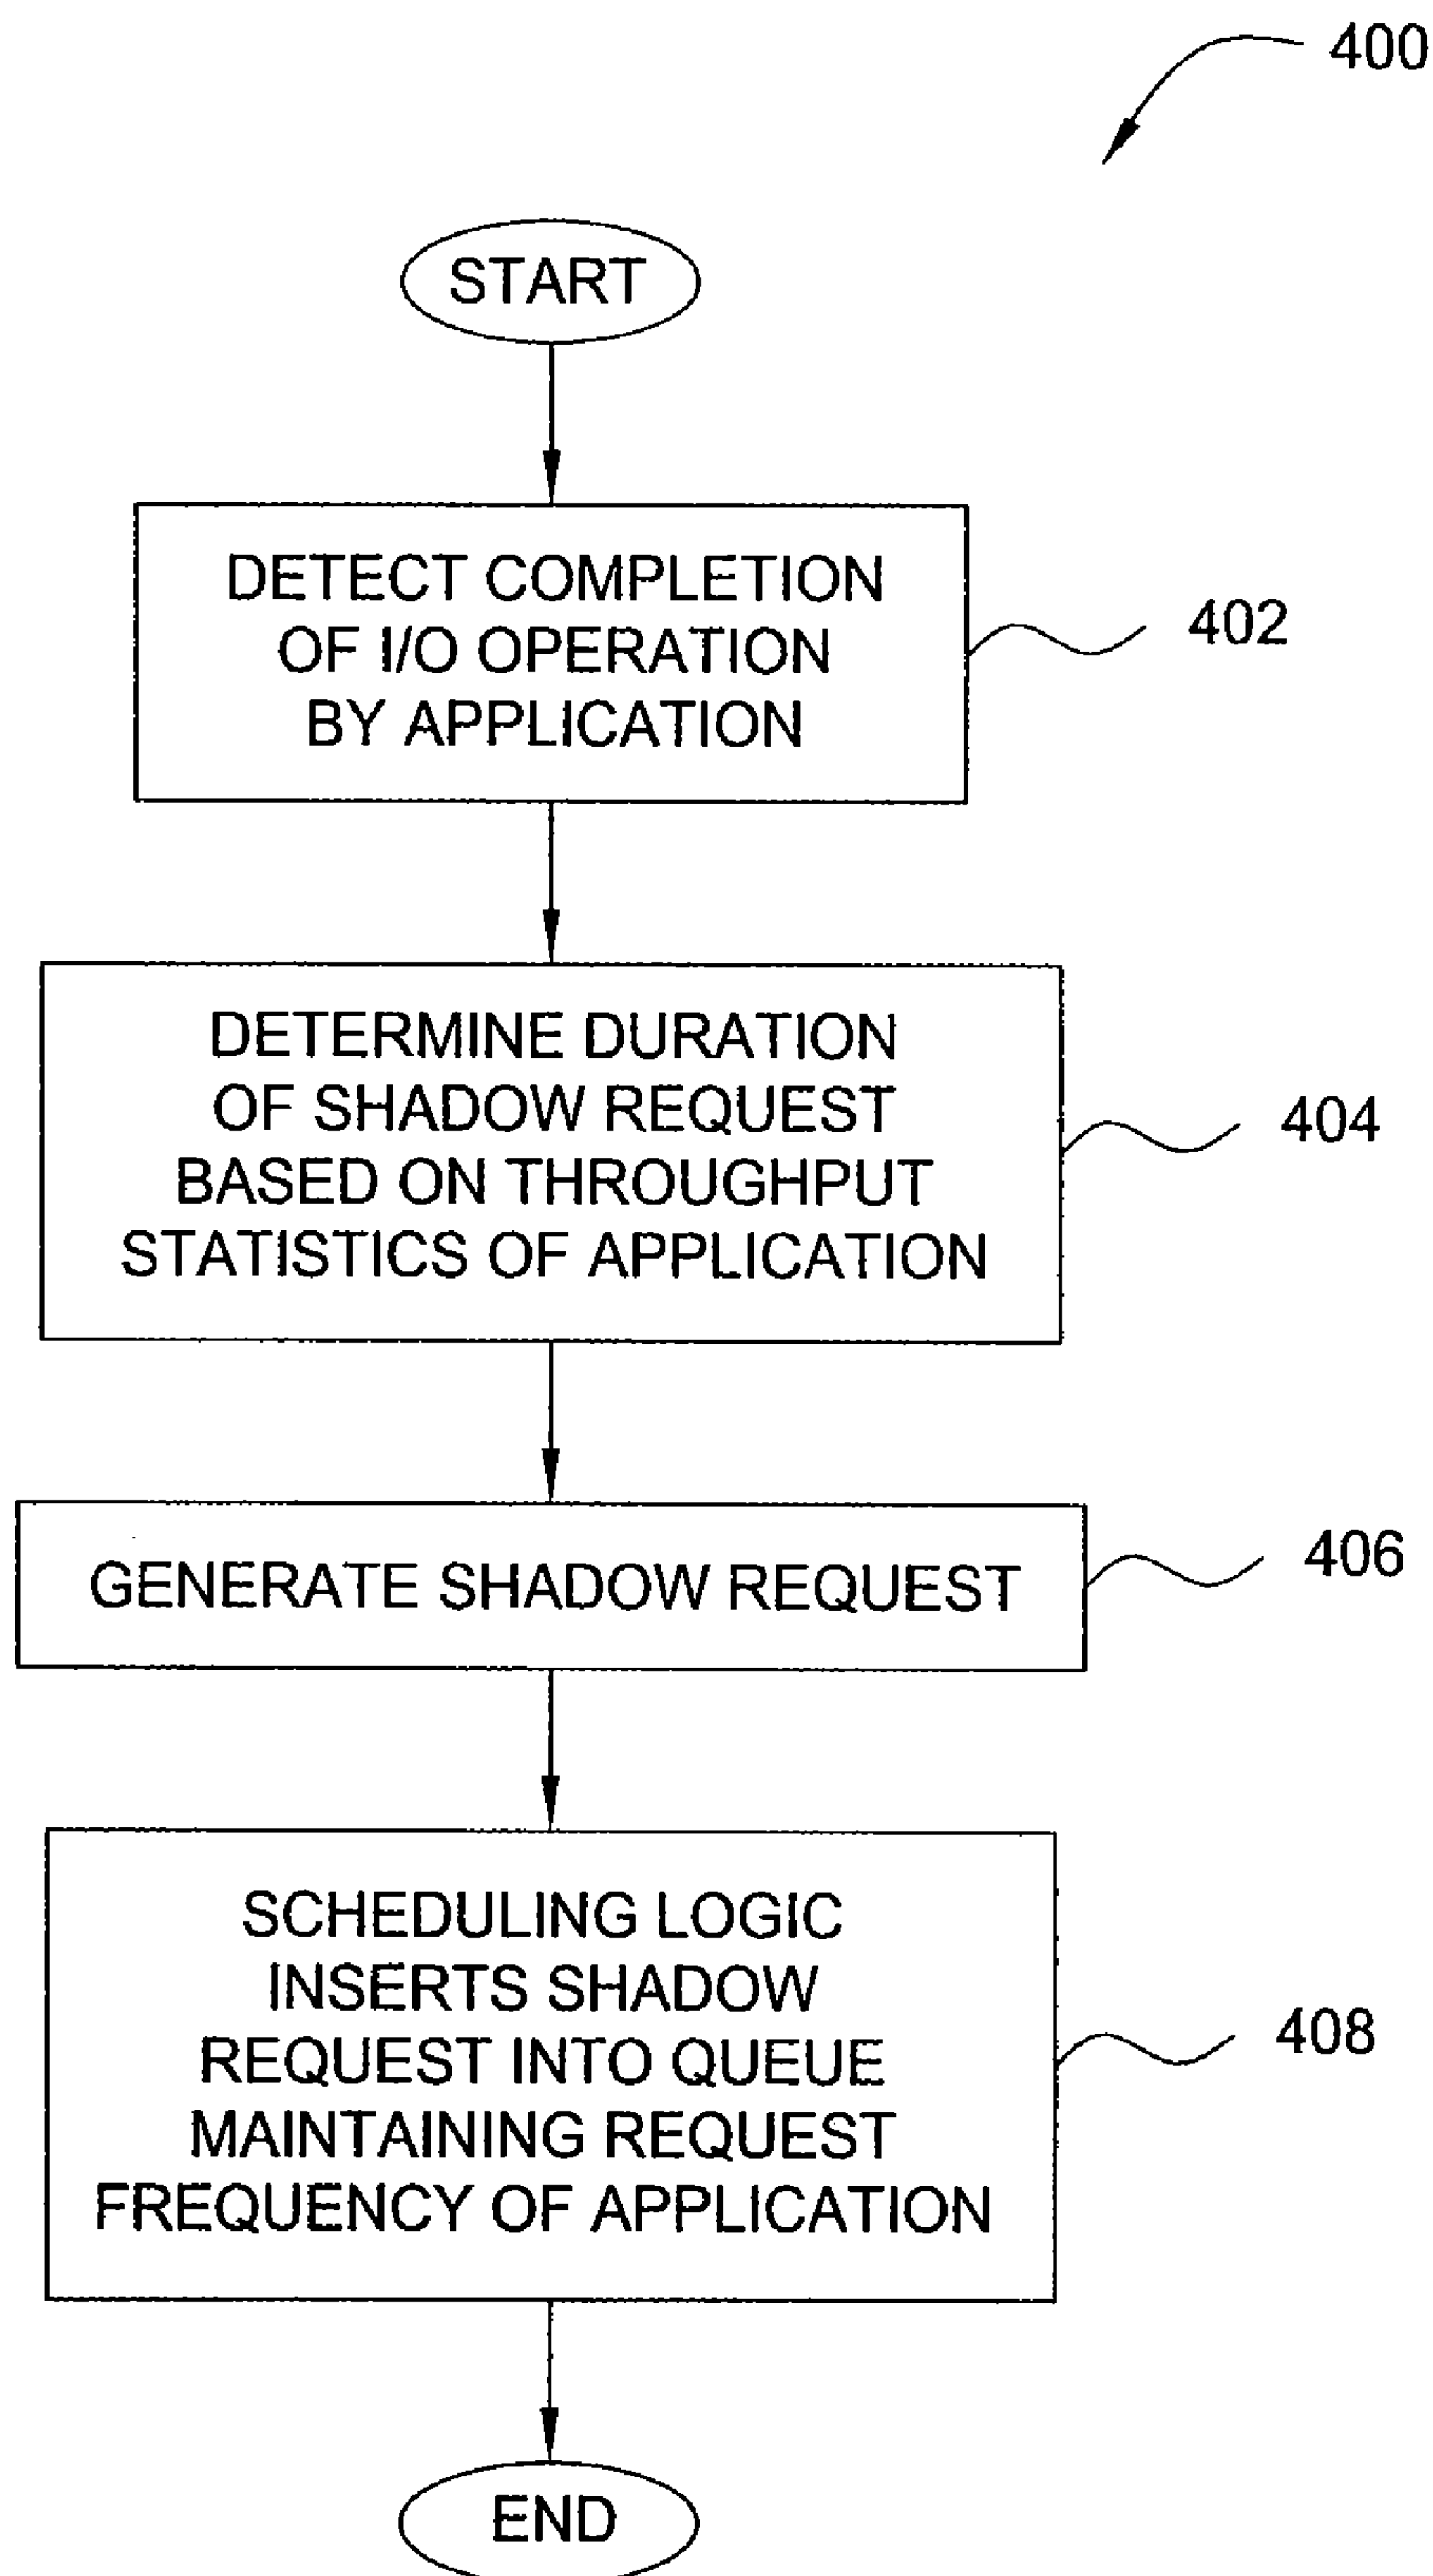 400
START
DETECT COMPLETION
OF I/O OPERATION
BY APPLICATION
402
DETERMINE DURATION
OF SHADOW REQUEST
BASED ON THROUGHPUT
STATISTICS OF APPLICATION
404
GENERATE SHADOW REQUEST
406
SCHEDULING LOGIC
INSERTS SHADOW
REQUEST INTO QUEUE
MAINTAINING REQUEST
FREQUENCY OF APPLICATION
408
END